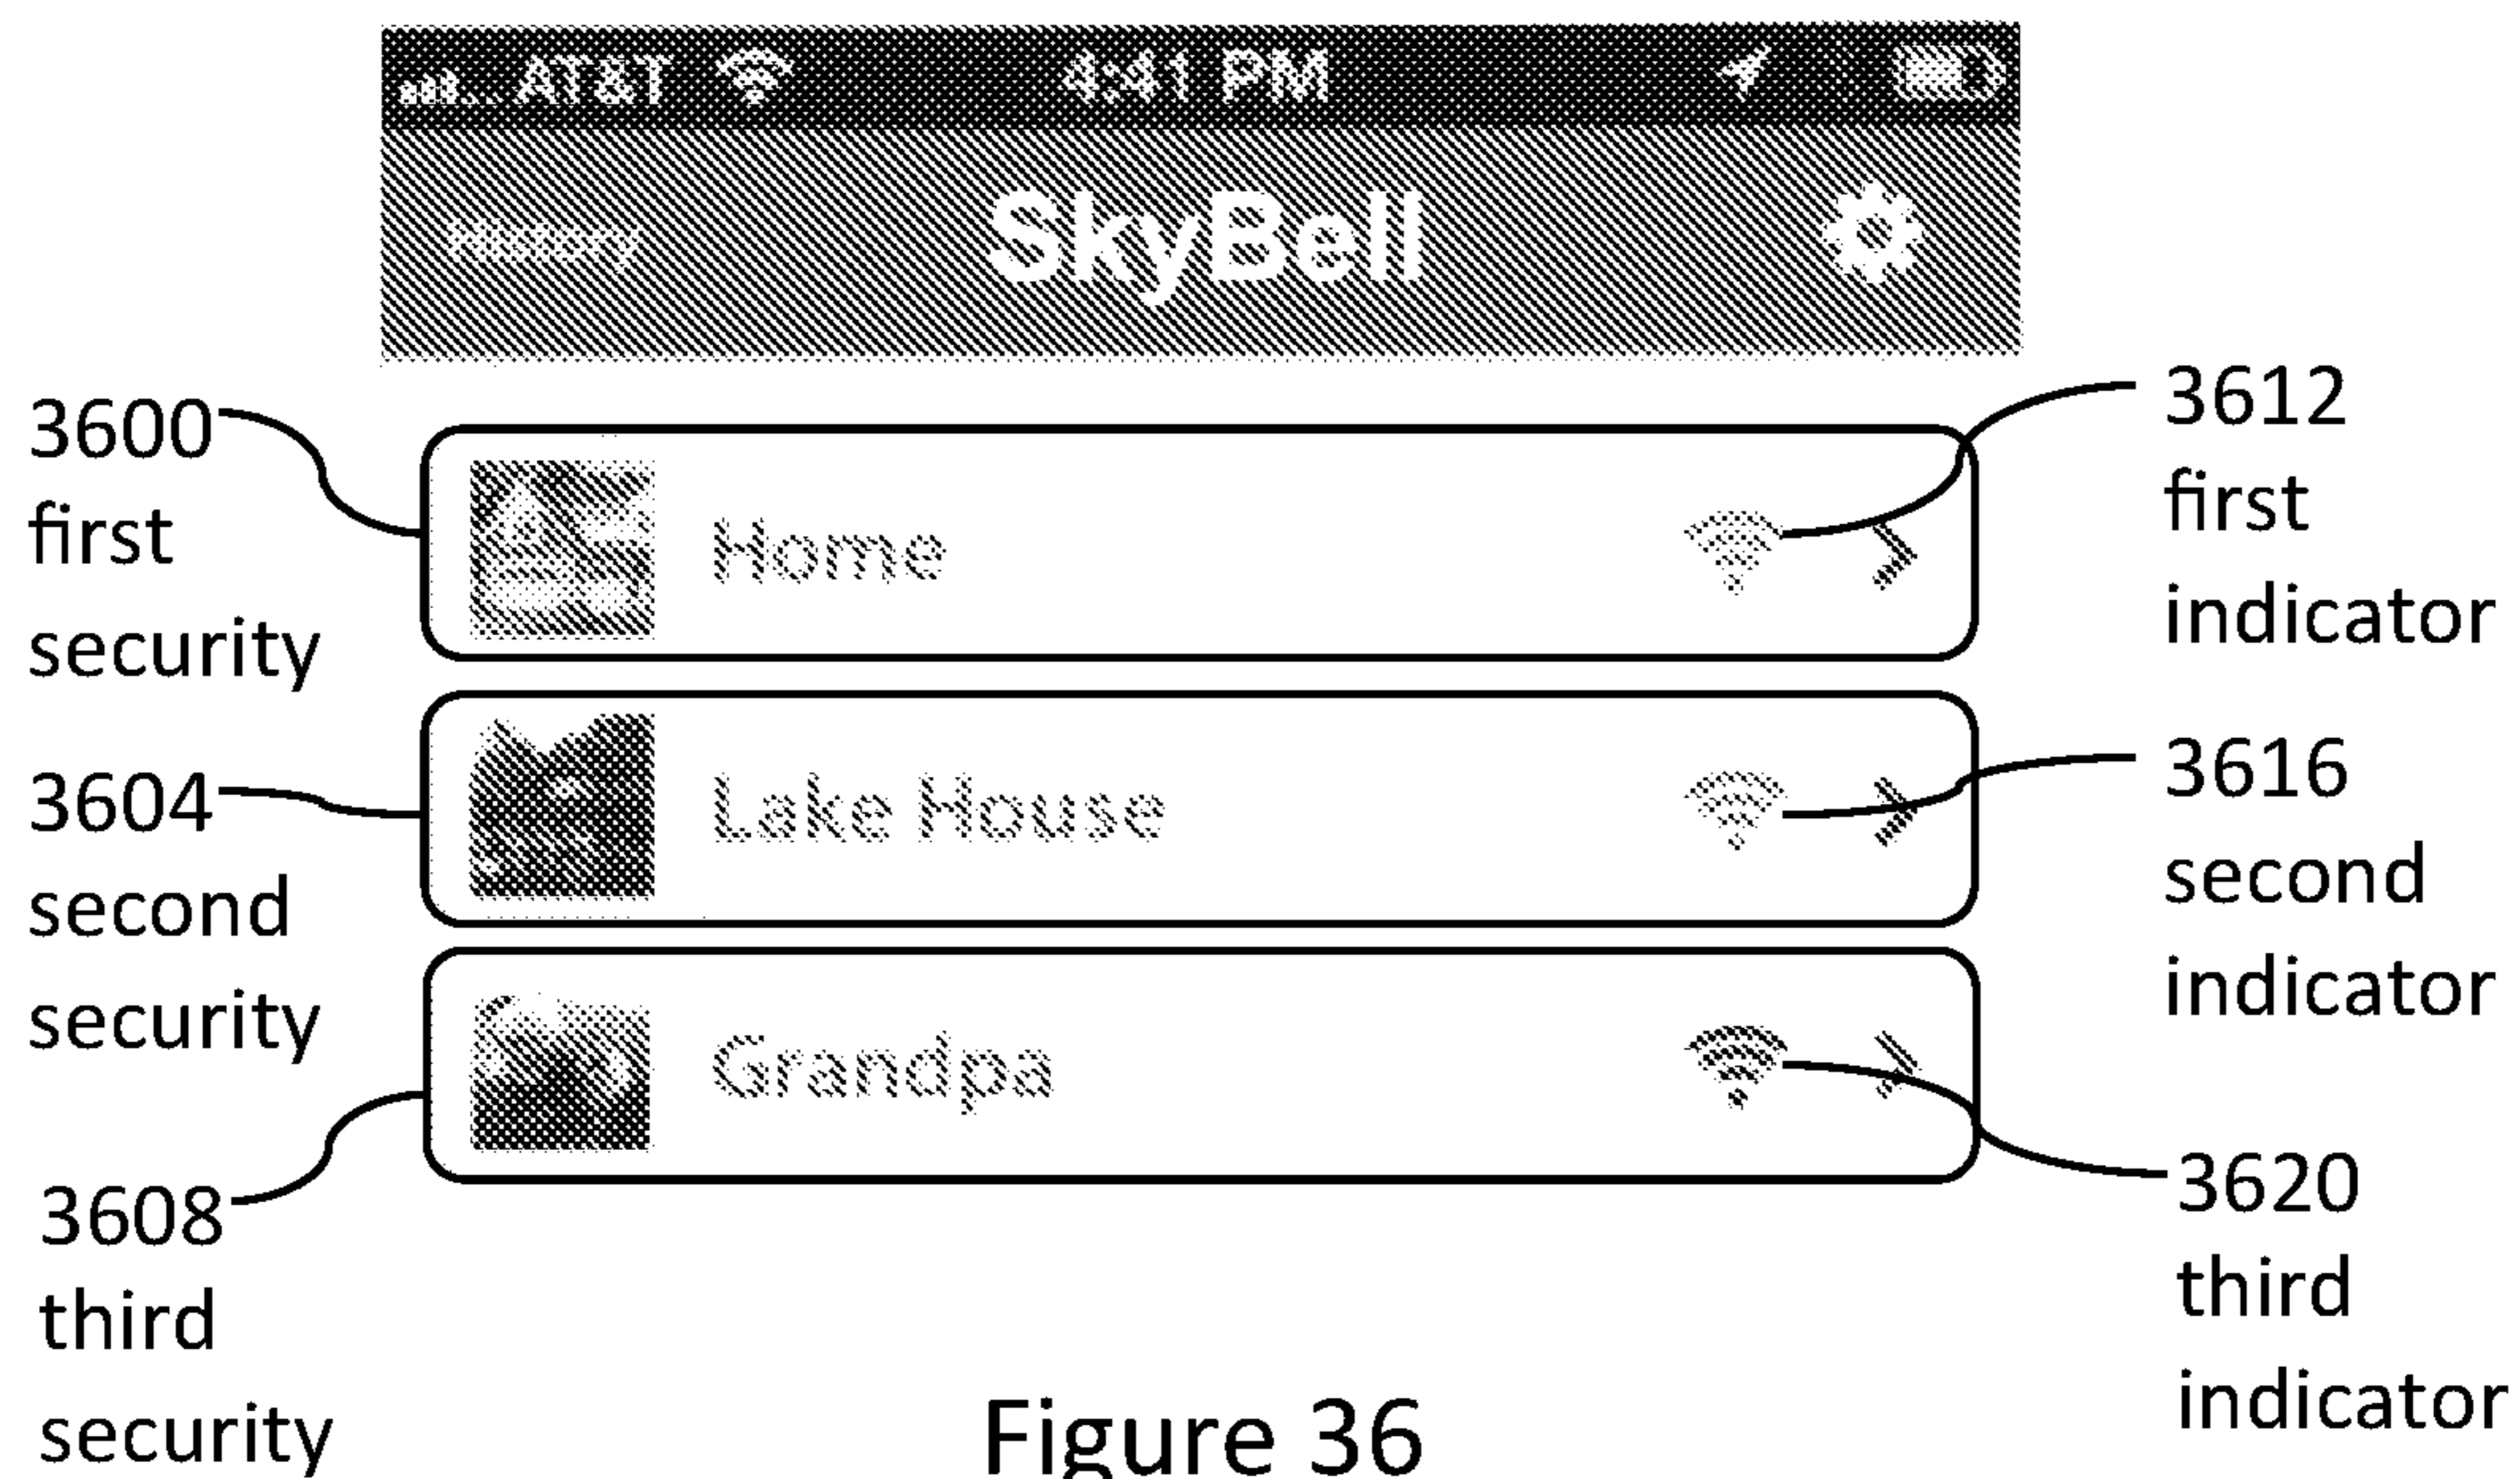 AT&T 4:41 PM
History SkyBell
3600
first
security
Home
3612
first
indicator
3604
second
security
Lake House
3616
second
indicator
3608
third
security
Grandpa
3620
third
indicator
Figure 36